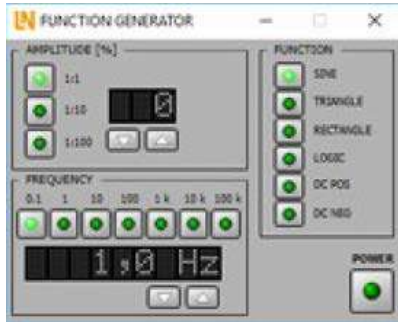 LN FUNCTION GENERATOR
AMPLITUDE [%]
1:1
1:10
1:100
0
FREQUENCY
0.1 1 10 100 1 k 10 k 100 k
1,0 Hz
FUNCTION
SINE
TRIANGLE
RECTANGLE
LOGIC
DC POS
DC NEG
POWER